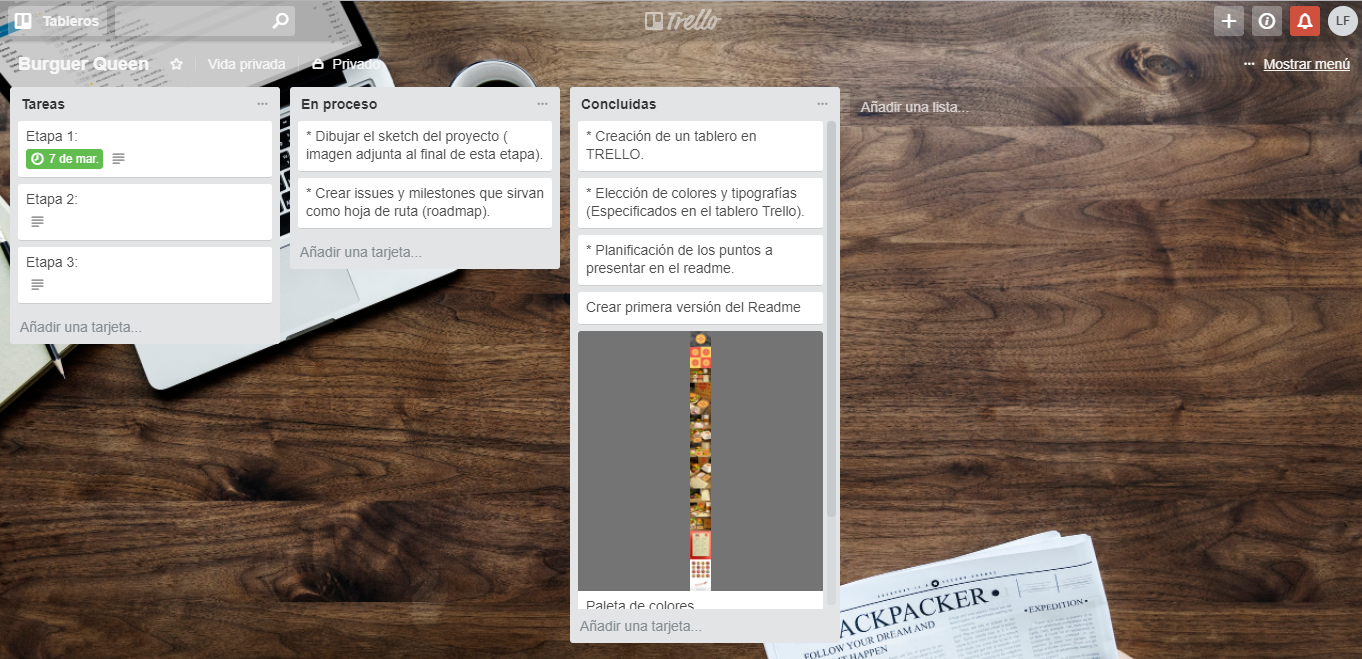 Tableros
Trello
LF
Burguer Queen
Vida privada
Privado
Mostrar menú
Tareas
Etapa 1:
7 de mar.
Etapa 2:
Etapa 3:
Añadir una tarjeta...
En proceso
* Dibujar el sketch del proyecto (
imagen adjunta al final de esta etapa).
* Crear issues y milestones que sirvan
como hoja de ruta (roadmap).
Añadir una tarjeta...
Concluidas
* Creación de un tablero en
TRELLO.
* Elección de colores y tipografías
(Especificados en el tablero Trello).
* Planificación de los puntos a
presentar en el readme.
Crear primera versión del Readme
Paleta de colores
Añadir una tarjeta...
Añadir una lista...
ACKPACKER
•EXPEDITION•
FOLLOW YOUR DREAM AND
HAPPEN